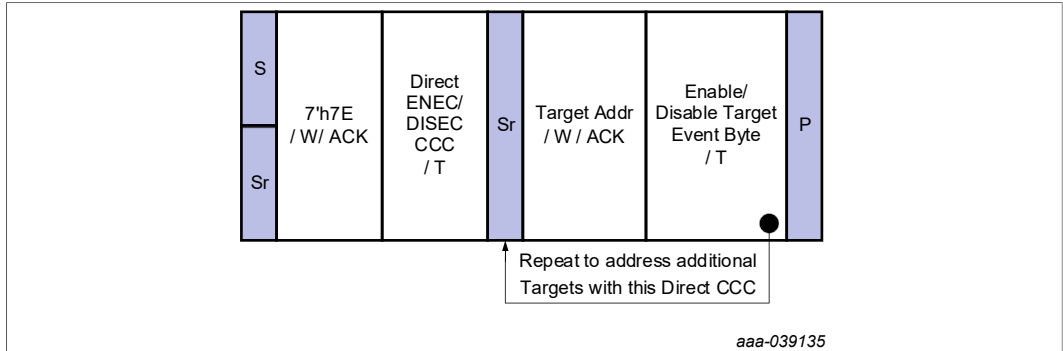 S
Sr
7'h7E
/ W/ ACK
Direct
ENEC/
DISEC
CCC
/ T
Sr
Target Addr
/ W / ACK
Enable/
Disable Target
Event Byte
/ T
P
Repeat to address additional
Targets with this Direct CCC
aaa-039135